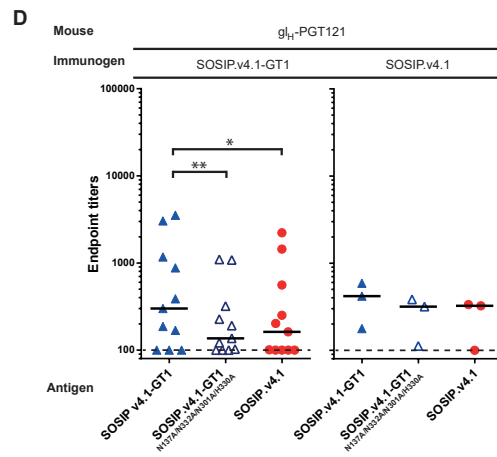 D
Mouse
glH-PGT121
Immunogen
SOSIP.v4.1-GT1
SOSIP.v4.1
Endpoint titers
100000
10000
1000
100
*
**
Antigen
SOSIP.v4.1-GT1
SOSIP.v4.1-GT1
N137A/N332A/N301A/H330A
SOSIP.v4.1
SOSIP.v4.1-GT1
SOSIP.v4.1-GT1
N137A/N332A/N301A/H330A
SOSIP.v4.1